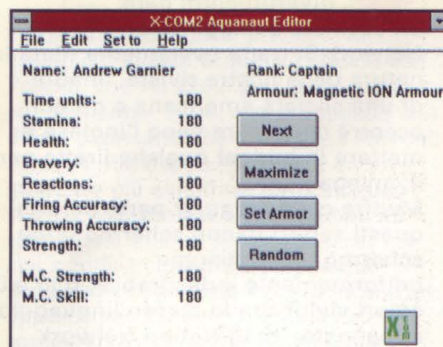 X-COM2 Aquanaut Editor
File Edit Set to Help
Name: Andrew Garnier Rank: Captain
Armour: Magnetic ION Armour
Time units:
Stamina: 180
Health: 180
Bravery: 180
Reactions: 180
Firing Accuracy: 180
Throwing Accuracy: 180
Strength: 180
M.C. Strength: 180
M.C. Skill: 180
Next
Maximize
Set Armor
Random
X